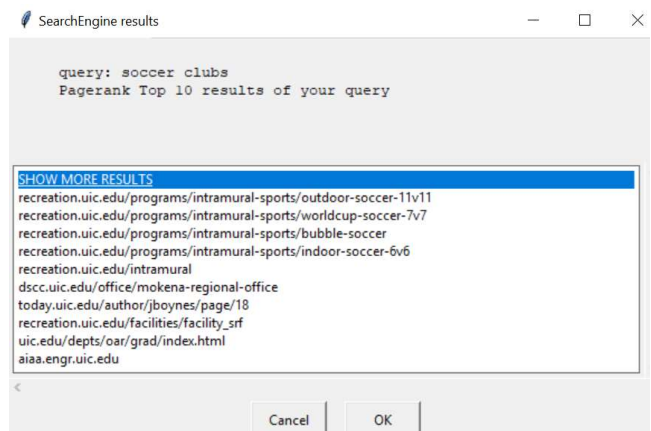 SearchEngine results
query: soccer clubs
Pagerank Top 10 results of your query
SHOW MORE RESULTS
recreation.uic.edu/programs/intramural-sports/outdoor-soccer-11v11
recreation.uic.edu/programs/intramural-sports/worldcup-soccer-7v7
recreation.uic.edu/programs/intramural-sports/bubble-soccer
recreation.uic.edu/programs/intramural-sports/indoor-soccer-6v6
recreation.uic.edu/intramural
dscc.uic.edu/office/mokena-regional-office
today.uic.edu/author/jboynes/page/18
recreation.uic.edu/facilities/facility_srf
uic.edu/depts/oar/grad/index.html
aiaa.engr.uic.edu
Cancel OK